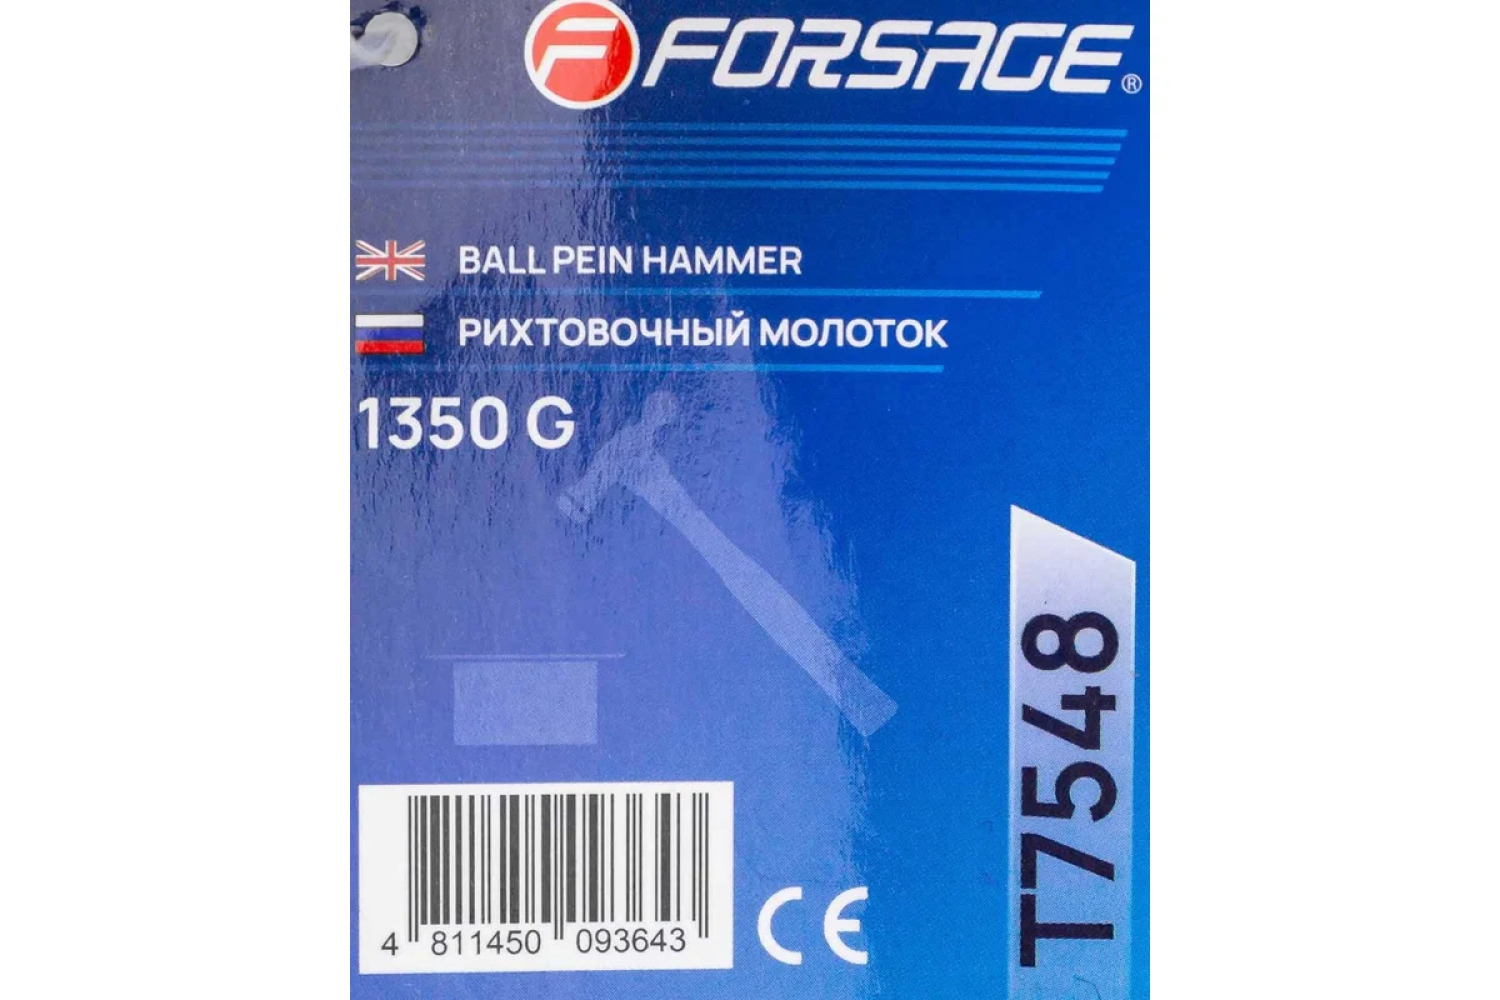 F FORSAGE®
BALL PEIN HAMMER
РИХТОВОЧНЫЙ МОЛОТОК
1350 G
T7548
4 811450 093643
CE